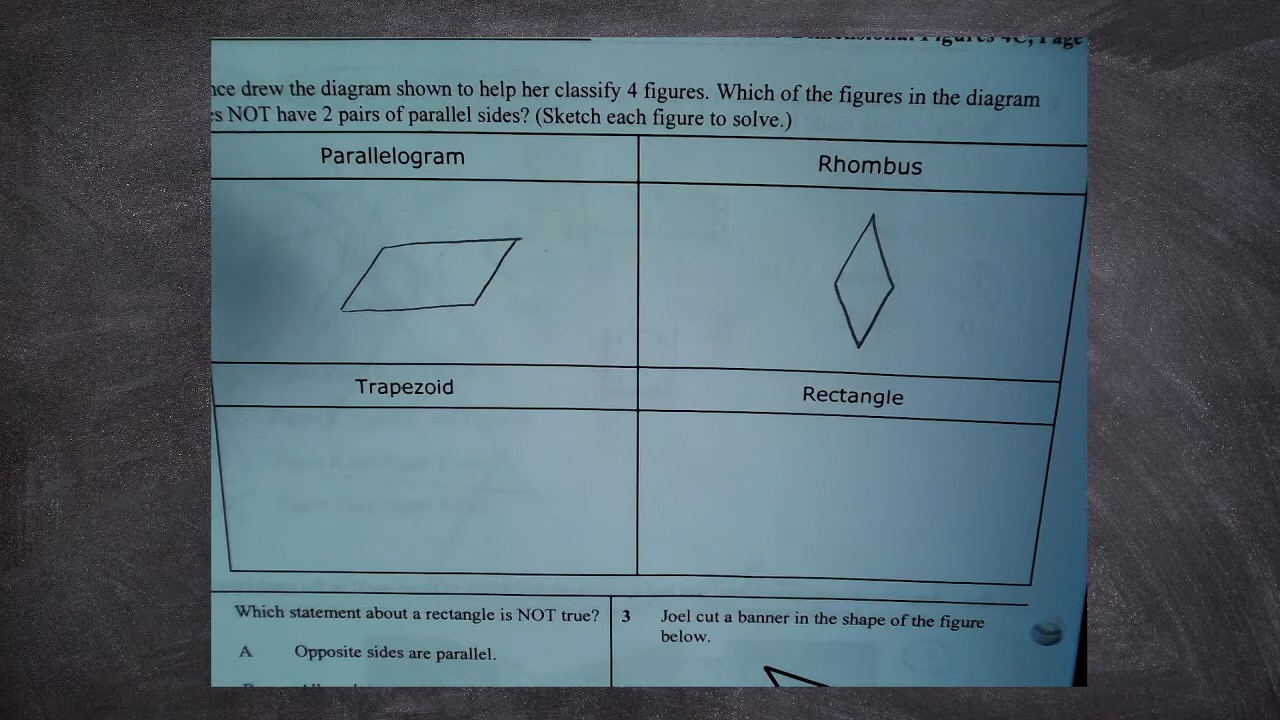 drew the diagram shown to help her classify 4 figures. Which of the figures in the diagram
NOT have 2 pairs of parallel sides? (Sketch each figure to solve.)
Parallelogram
Rhombus
Trapezoid
Rectangle
Which statement about a rectangle is NOT true?
A Opposite sides are parallel.
3 Joel cut a banner in the shape of the figure
below.